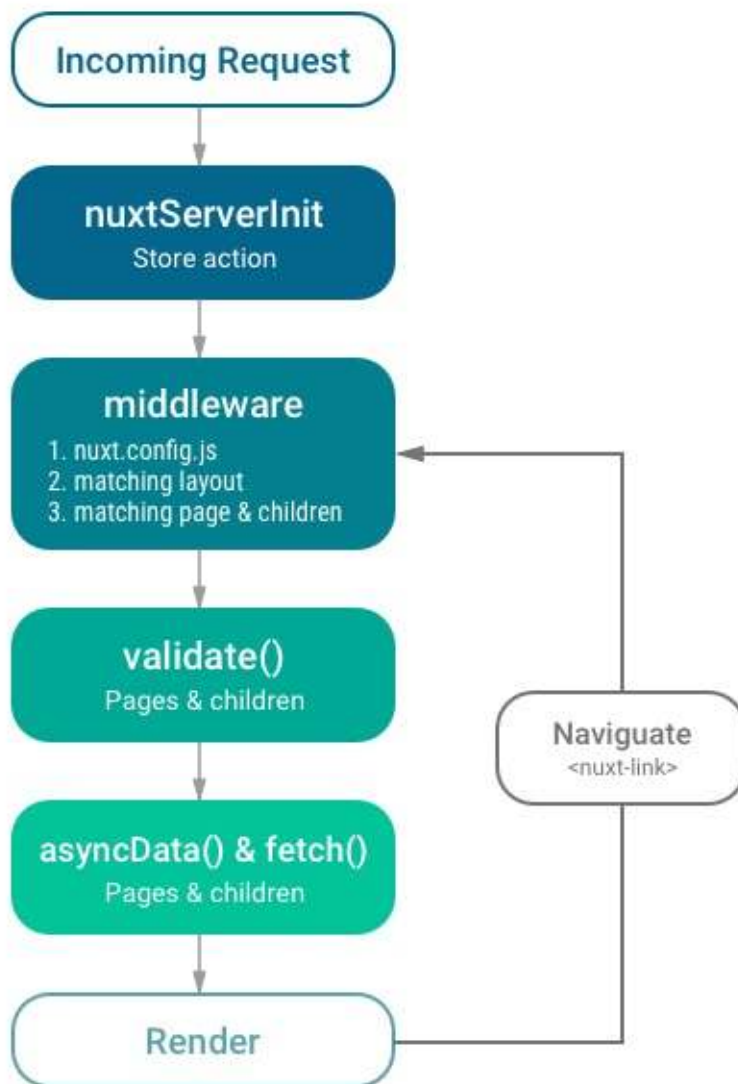 Incoming Request
nuxtServerInit
Store action
middleware
1. nuxt.config.js
2. matching layout
3. matching page & children
validate()
Pages & children
Naviguate
<nuxt-link>
asyncData() & fetch()
Pages & children
Render